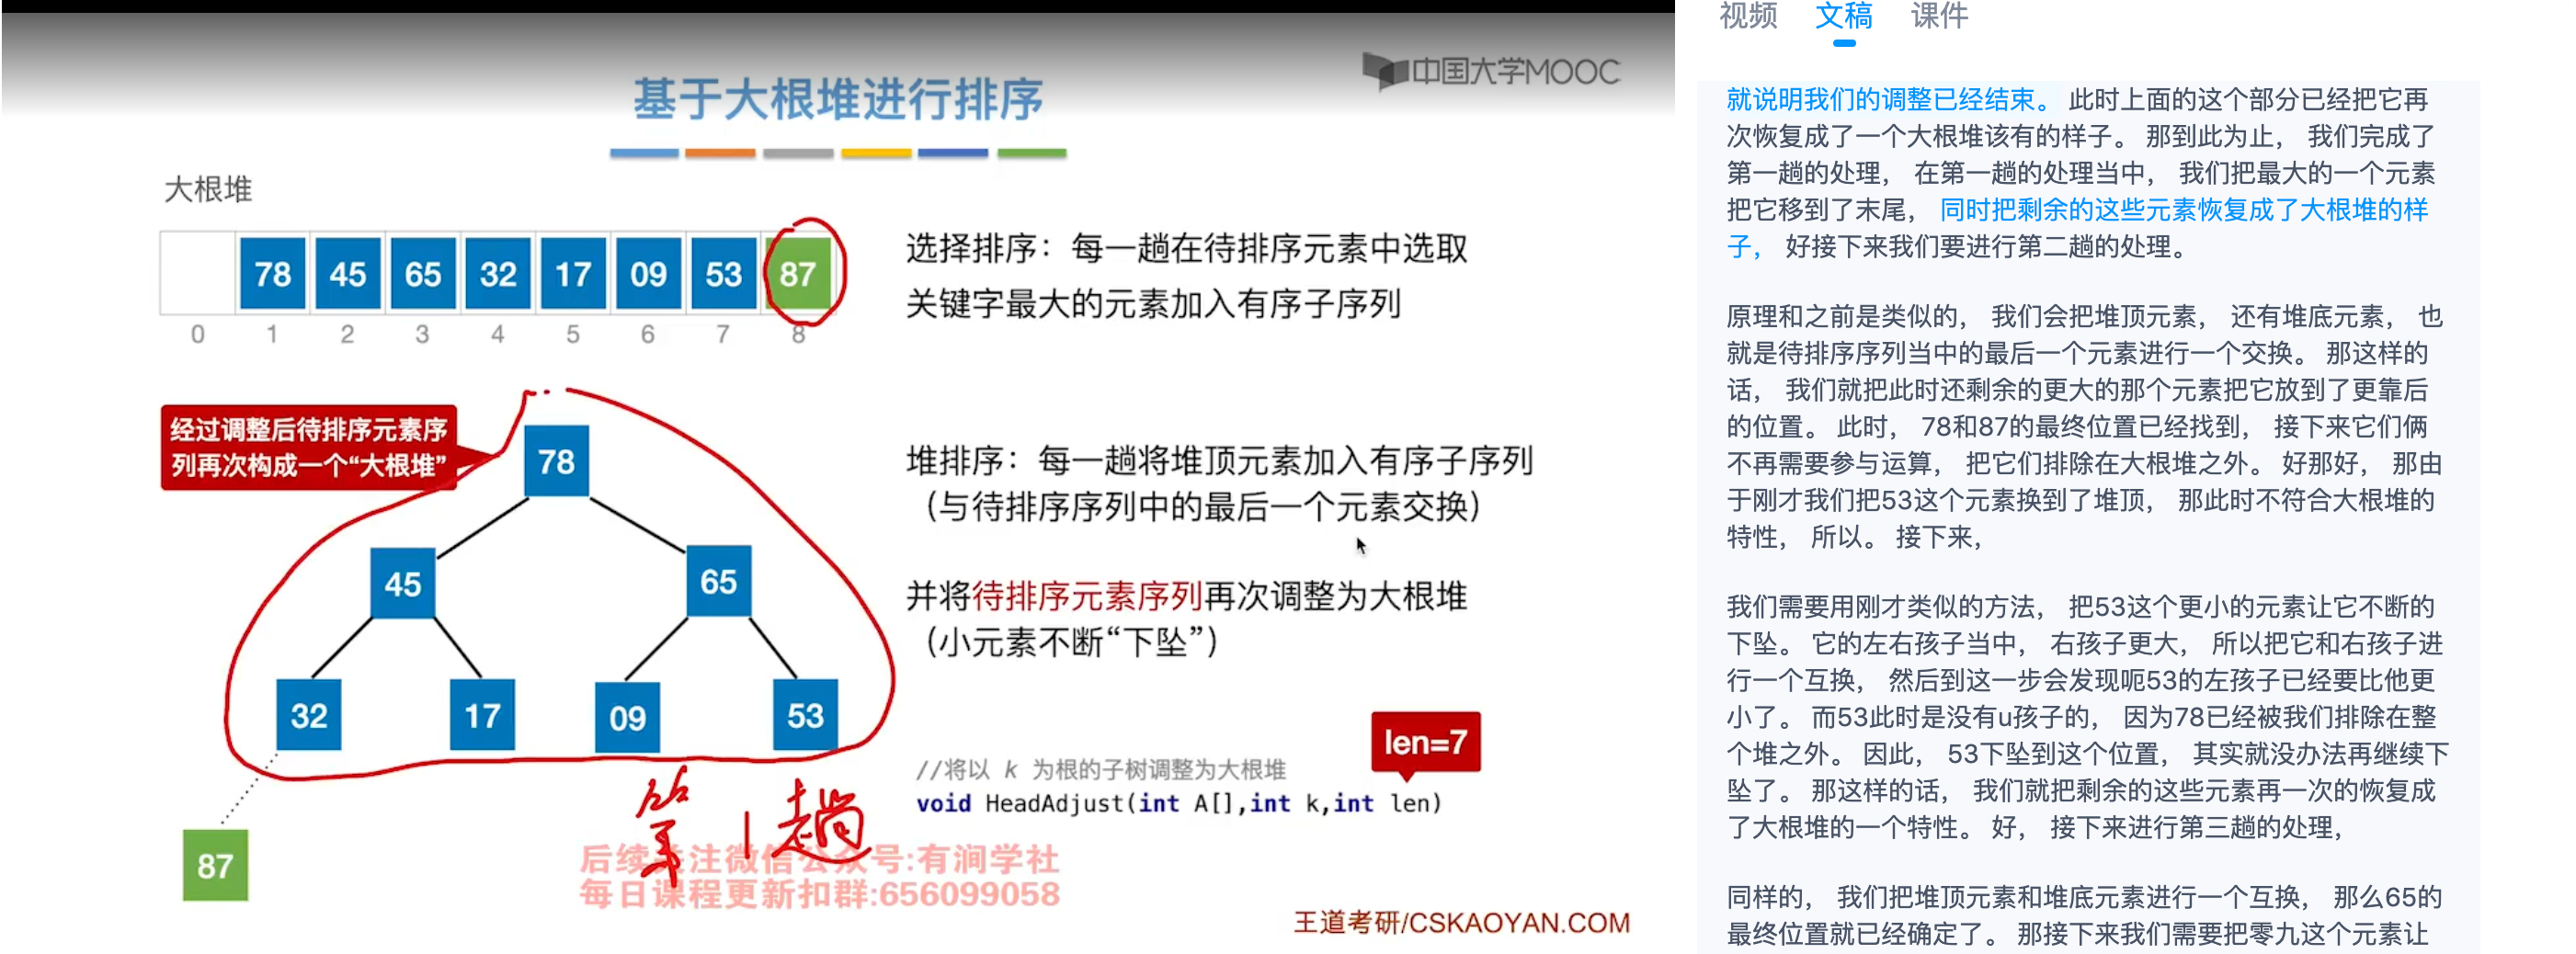 中国大学MOOC
基于大根堆进行排序
大根堆
78 45 65 32 17 09 53 87
0 1 2 3 4 5 6 7 8
选择排序：每一趟在待排序元素中选取
关键字最大的元素加入有序子序列
经过调整后待排序元素序
列再次构成一个“大根堆”
78
45 65
32 17 09 53
87
堆排序：每一趟将堆顶元素加入有序子序列
（与待排序序列中的最后一个元素交换）
并将待排序元素序列再次调整为大根堆
（小元素不断“下坠”）
len=7
//将以 k 为根的子树调整为大根堆
void HeadAdjust(int A[],int k,int len)
第1趟
后续关注微信公众号:有涧学社
每日课程更新扣群:656099058
王道考研/CSKAOYAN.COM
视频 文稿 课件
就说明我们的调整已经结束。 此时上面的这个部分已经把它再
次恢复成了一个大根堆该有的样子。 那到此为止， 我们完成了
第一趟的处理， 在第一趟的处理当中， 我们把最大的一个元素
把它移到了末尾， 同时把剩余的这些元素恢复成了大根堆的样
子， 好接下来我们要进行第二趟的处理。
原理和之前是类似的， 我们会把堆顶元素， 还有堆底元素， 也
就是待排序序列当中的最后一个元素进行一个交换。 那这样的
话， 我们就把此时还剩余的更大的那个元素把它放到了更靠后
的位置。 此时， 78和87的最终位置已经找到， 接下来它们俩
不再需要参与运算， 把它们排除在大根堆之外。 好那好， 那由
于刚才我们把53这个元素换到了堆顶， 那此时不符合大根堆的
特性， 所以。 接下来，
我们需要用刚才类似的方法， 把53这个更小的元素让它不断的
下坠。 它的左右孩子当中， 右孩子更大， 所以把它和右孩子进
行一个互换， 然后到这一步会发现呃53的左孩子已经要比他更
小了。 而53此时是没有u孩子的， 因为78已经被我们排除在整
个堆之外。 因此， 53下坠到这个位置， 其实就没办法再继续下
坠了。 那这样的话， 我们就把剩余的这些元素再一次的恢复成
了大根堆的一个特性。 好， 接下来进行第三趟的处理，
同样的， 我们把堆顶元素和堆底元素进行一个互换， 那么65的
最终位置就已经确定了。 那接下来我们需要把零九这个元素让